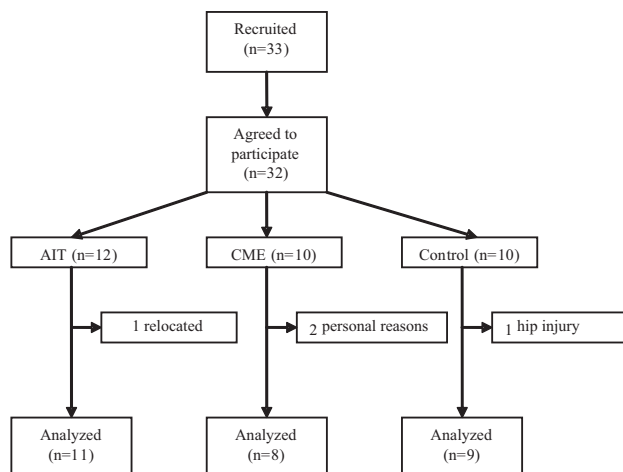 Recruited
(n=33)
Agreed to
participate
(n=32)
AIT (n=12)
CME (n=10)
Control (n=10)
1 relocated
2 personal reasons
1 hip injury
Analyzed
(n=11)
Analyzed
(n=8)
Analyzed
(n=9)